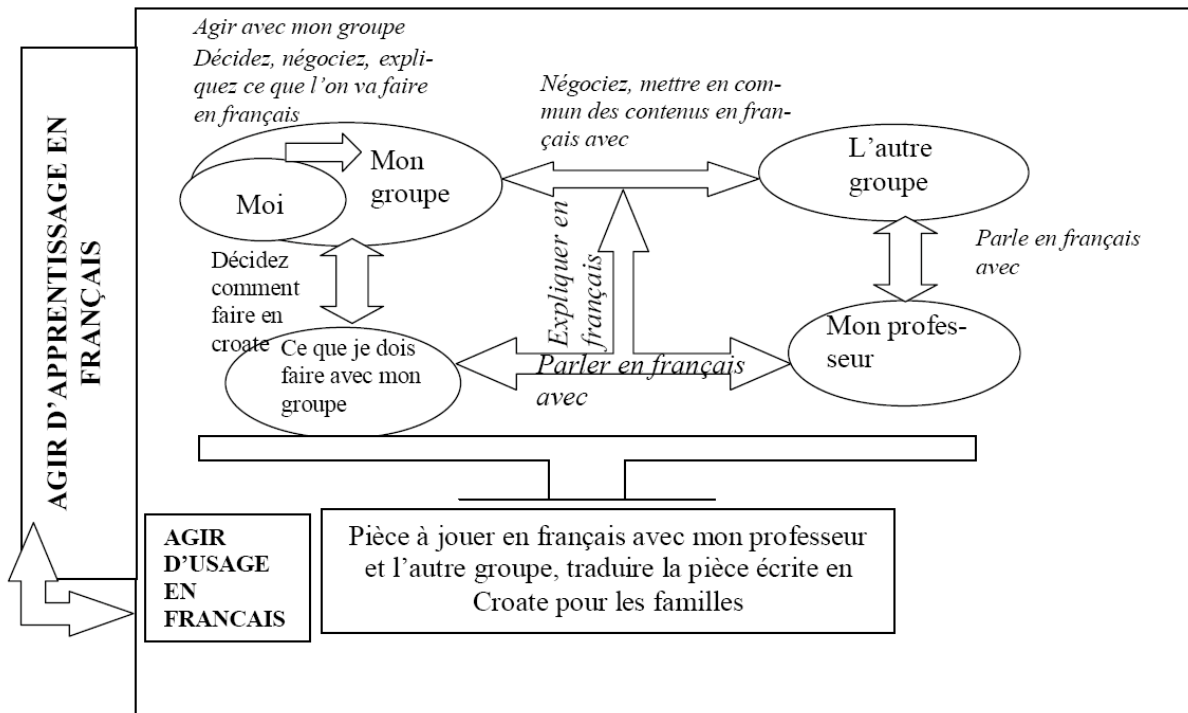 AGIR D'APPRENTISSAGE EN
FRANÇAIS
Agir avec mon groupe
Décidez, négociez, expli-
quez ce que l'on va faire
en français
Négociez, mettre en com-
mun des contenus en fran-
çais avec
Mon
groupe
Moi
L'autre
groupe
Décidez
comment
faire en
croate
Expliquer en
français
Parle en français
avec
Ce que je dois
faire avec mon
groupe
Parler en français
avec
Mon profes-
seur
AGIR
D'USAGE
EN
FRANCAIS
Pièce à jouer en français avec mon professeur
et l'autre groupe, traduire la pièce écrite en
Croate pour les familles